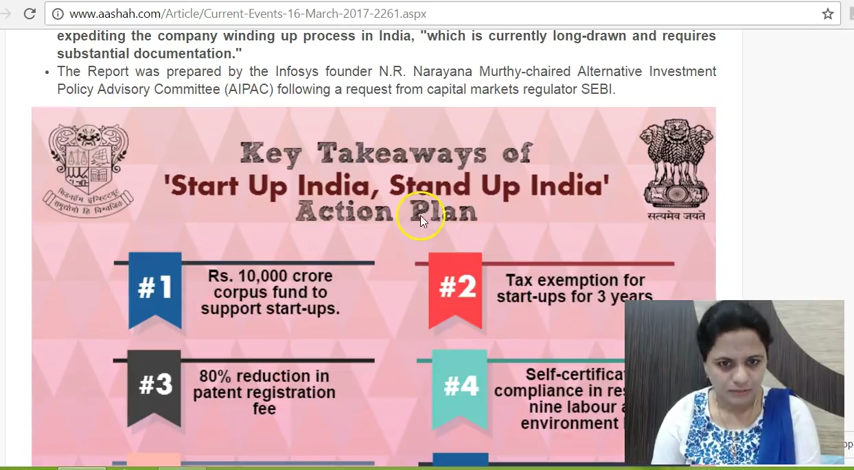 www.aashah.com/Article/Current-Events-16-March-2017-2261.aspx
expediting the company winding up process in India, "which is currently long-drawn and requires
substantial documentation."
• The Report was prepared by the Infosys founder N.R. Narayana Murthy-chaired Alternative Investment
Policy Advisory Committee (AIPAC) following a request from capital markets regulator SEBI.
Key Takeaways of
'Start Up India, Stand Up India'
Action Plan
सत्यमेव जयते
#1
Rs. 10,000 crore
corpus fund to
support start-ups.
#2
Tax exemption for
start-ups for 3 years
#3
80% reduction in
patent registration
fee
#4
Self-certificat
compliance in res
nine labour a
environment